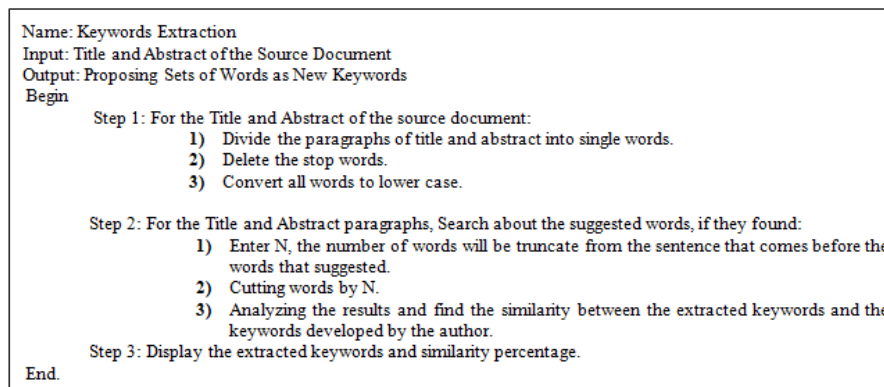 Name: Keywords Extraction
Input: Title and Abstract of the Source Document
Output: Proposing Sets of Words as New Keywords
Begin
Step 1: For the Title and Abstract of the source document:
1) Divide the paragraphs of title and abstract into single words.
2) Delete the stop words.
3) Convert all words to lower case.
Step 2: For the Title and Abstract paragraphs, Search about the suggested words, if they found:
1) Enter N, the number of words will be truncate from the sentence that comes before the
words that suggested.
2) Cutting words by N.
3) Analyzing the results and find the similarity between the extracted keywords and the
keywords developed by the author.
Step 3: Display the extracted keywords and similarity percentage.
End.